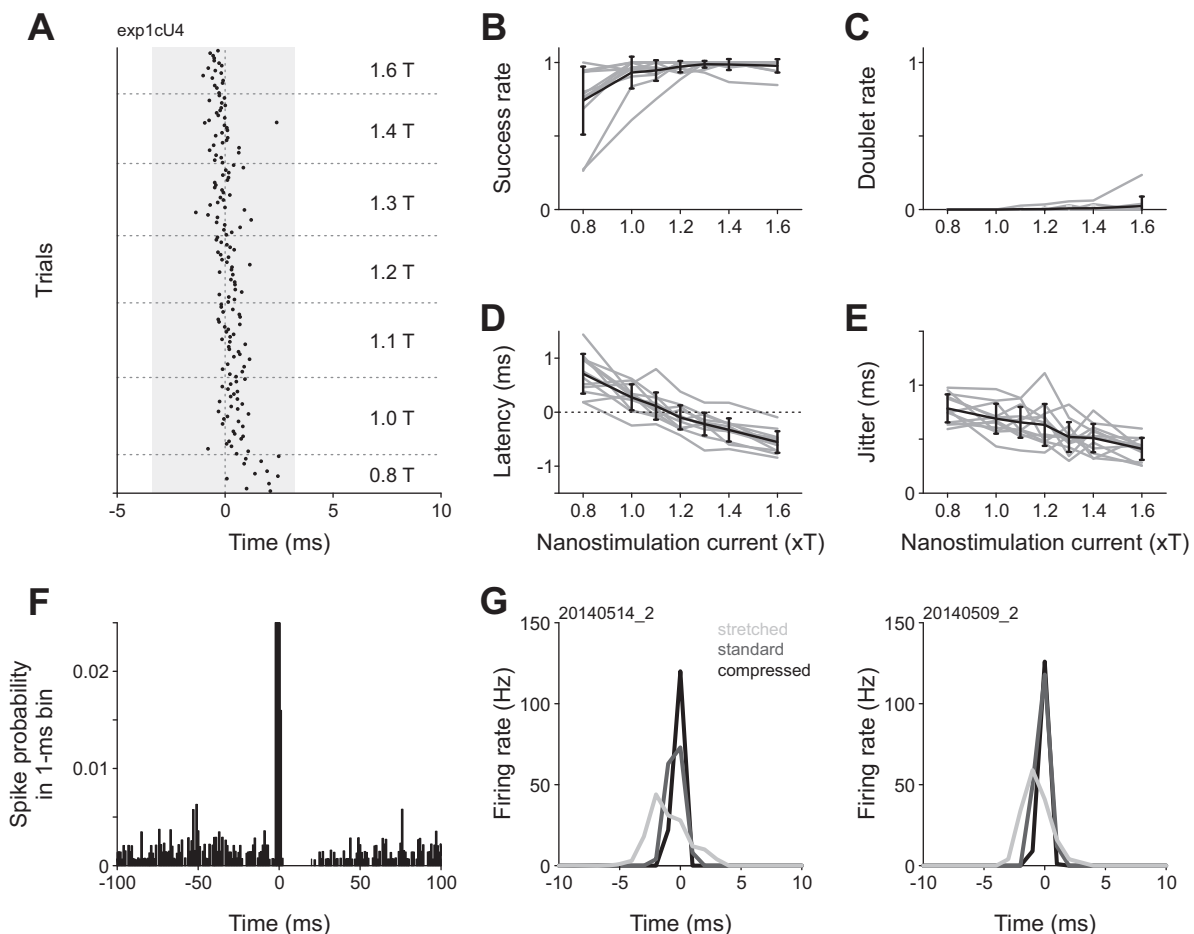 A
exp1cU4
Trials
1.6 T
1.4 T
1.3 T
1.2 T
1.1 T
1.0 T
0.8 T
-5
0
5
10
Time (ms)
B
Success rate
1
0
0.8
1.0
1.2
1.4
1.6
C
Doublet rate
1
0
0.8
1.0
1.2
1.4
1.6
D
Latency (ms)
1
0
-1
0.8
1.0
1.2
1.4
1.6
Nanostimulation current (xT)
E
Jitter (ms)
1
0
0.8
1.0
1.2
1.4
1.6
Nanostimulation current (xT)
F
Spike probability
in 1-ms bin
0.02
0.01
0
-100
-50
0
50
100
Time (ms)
G
20140514_2
Firing rate (Hz)
150
100
50
0
stretched
standard
compressed
-10
-5
0
5
10
Time (ms)
20140509_2
Firing rate (Hz)
150
100
50
0
-10
-5
0
5
10
Time (ms)